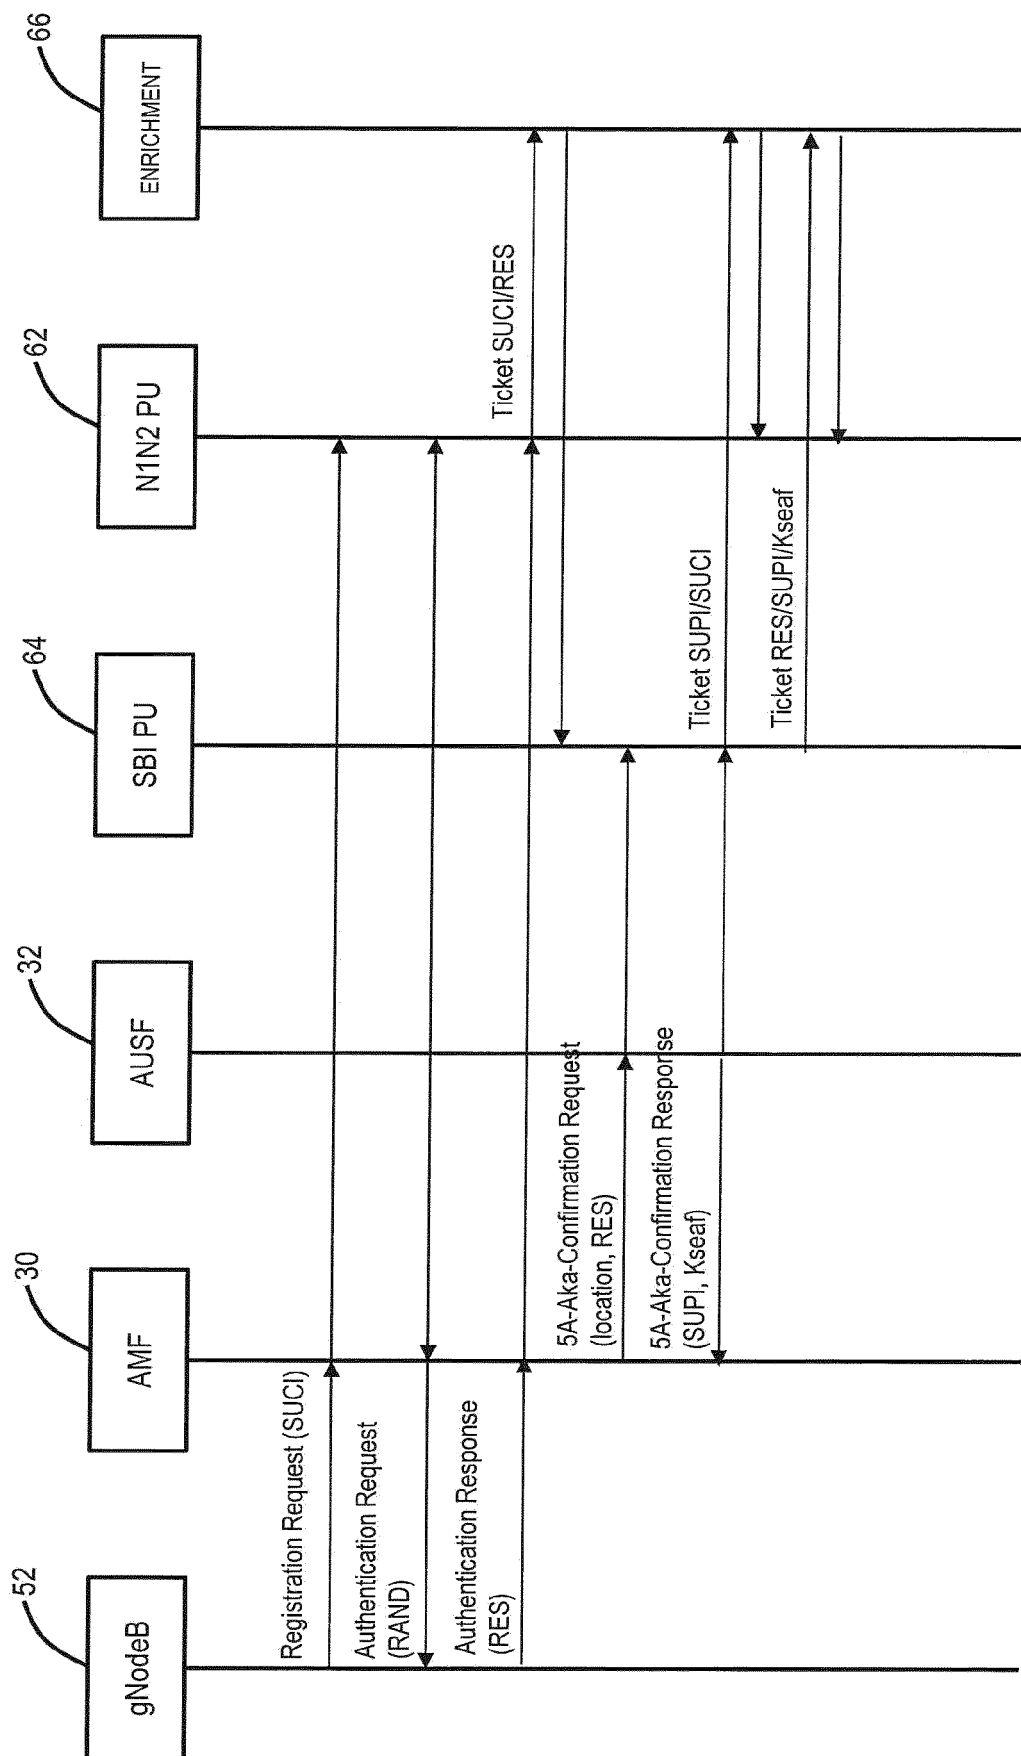 52
30
32
64
62
66
gNodeB
AMF
AUSF
SBI PU
N1N2 PU
ENRICHMENT
Registration Request (SUCI)
Authentication Request
(RAND)
Authentication Response
(RES)
Ticket SUCI/RES
5A-Aka-Confirmation Request
(location, RES)
5A-Aka-Confirmation Response
(SUPI, Kseaf)
Ticket SUPI/SUCI
Ticket RES/SUPI/Kseaf